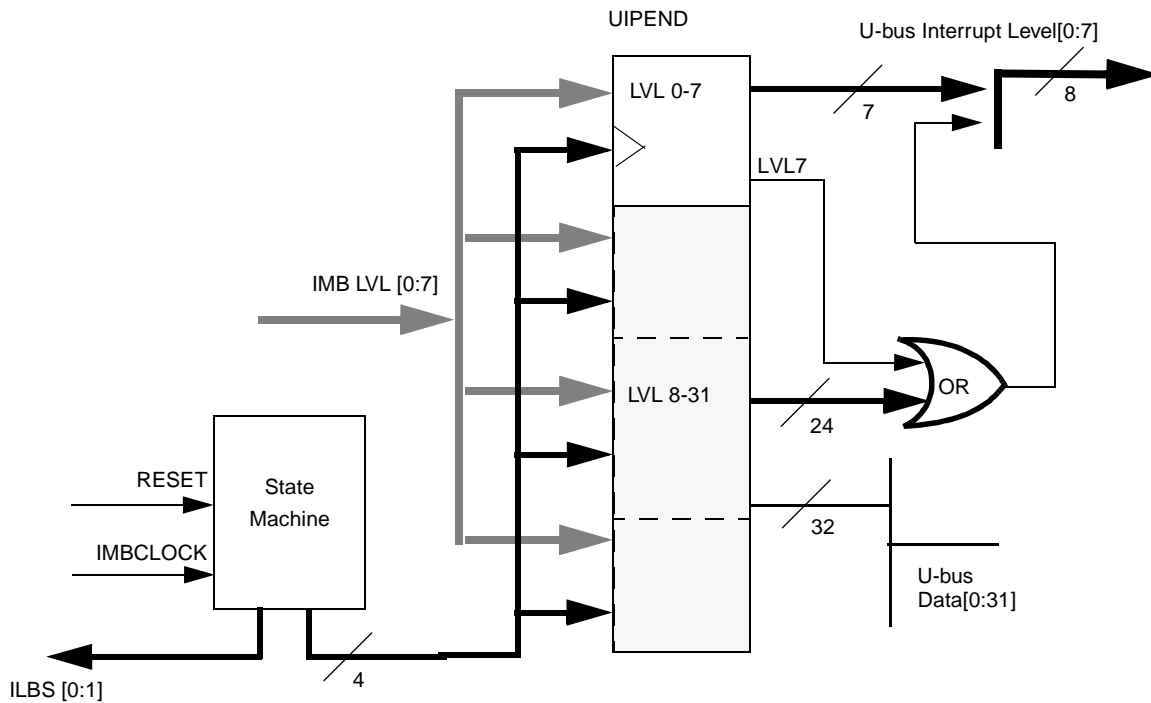 UIPEND
U-bus Interrupt Level[0:7]
LVL 0-7
7
8
LVL7
IMB LVL [0:7]
LVL 8-31
OR
24
RESET
State
Machine
32
IMBCLOCK
U-bus
Data[0:31]
4
ILBS [0:1]